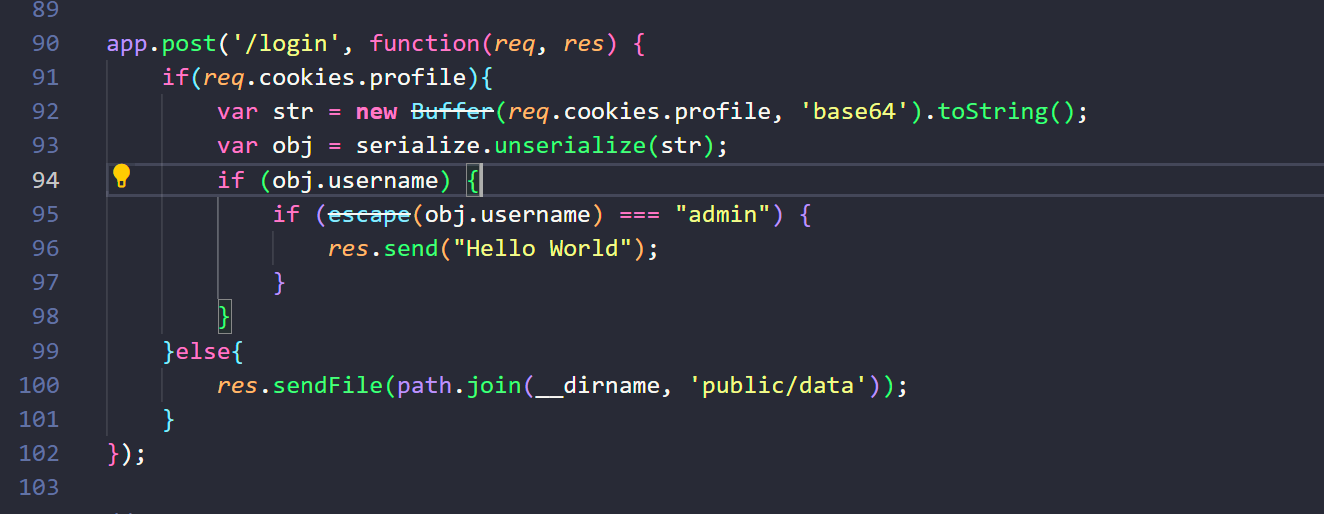 89
90 app.post('/login', function(req, res) {
91 if(req.cookies.profile){
92 var str = new Buffer(req.cookies.profile, 'base64').toString();
93 var obj = serialize.unserialize(str);
94 if (obj.username) {
95 if (escape(obj.username) === "admin") {
96 res.send("Hello World");
97 }
98 }
99 }else{
100 res.sendFile(path.join(__dirname, 'public/data'));
101 }
102 });
103